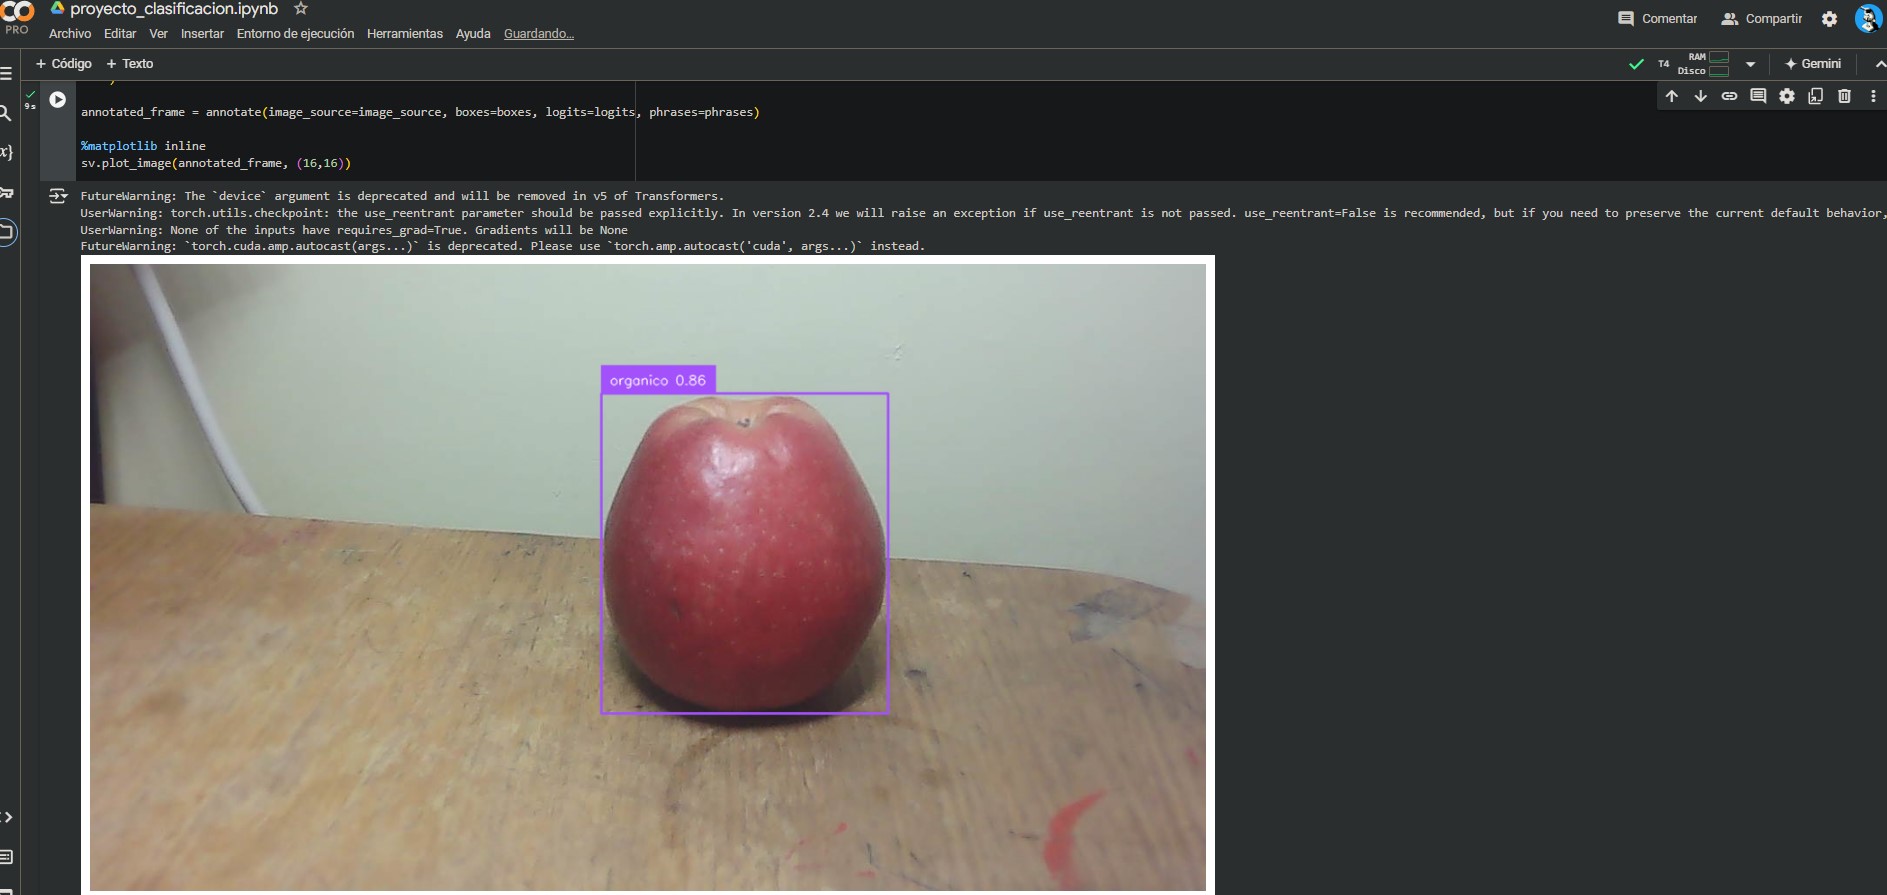 proyecto_clasificacion.ipynb
PRO
Archivo Editar Ver Insertar Entorno de ejecución Herramientas Ayuda Guardando...
Comentar Compartir
+ Código + Texto
T4 RAM Disco Gemini
9 s
annotated_frame = annotate(image_source=image_source, boxes=boxes, logits=logits, phrases=phrases)
%matplotlib inline
sv.plot_image(annotated_frame, (16,16))
FutureWarning: The `device` argument is deprecated and will be removed in v5 of Transformers.
UserWarning: torch.utils.checkpoint: the use_reentrant parameter should be passed explicitly. In version 2.4 we will raise an exception if use_reentrant is not passed. use_reentrant=False is recommended, but if you need to preserve the current default behavior,
UserWarning: None of the inputs have requires_grad=True. Gradients will be None
FutureWarning: `torch.cuda.amp.autocast(args...)` is deprecated. Please use `torch.amp.autocast('cuda', args...)` instead.
organico 0.86